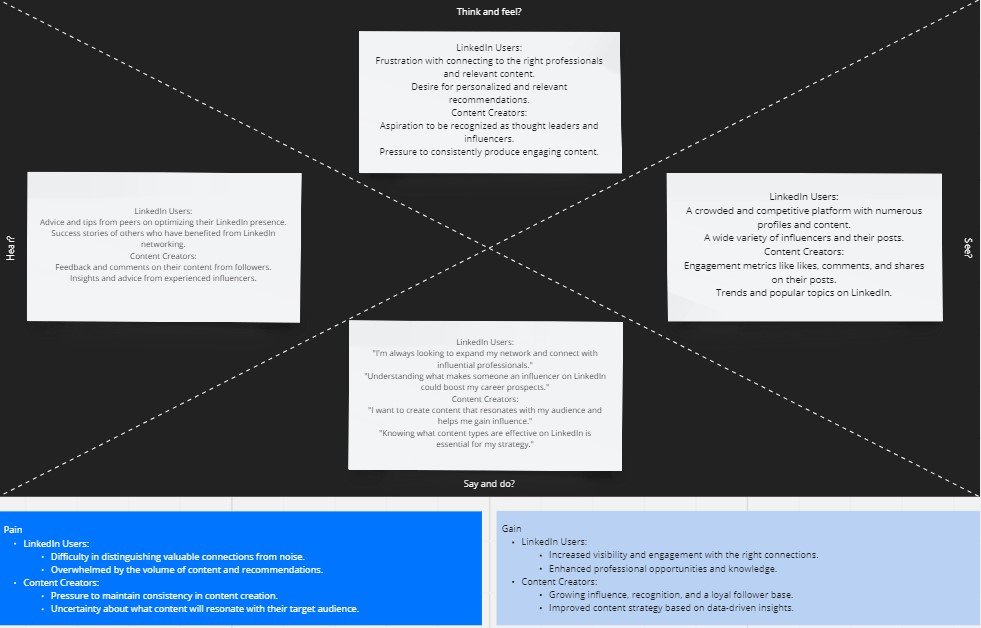 Think and feel?
LinkedIn Users:
Frustration with connecting to the right professionals
and relevant content.
Desire for personalized and relevant
recommendations.
Content Creators:
Aspiration to be recognized as thought leaders and
influencers.
Pressure to consistently produce engaging content.
Hear?
LinkedIn Users:
Advice and tips from peers on optimizing their LinkedIn presence.
Success stories of others who have benefited from LinkedIn
networking.
Content Creators:
Feedback and comments on their content from followers.
Insights and advice from experienced influencers.
LinkedIn Users:
A crowded and competitive platform with numerous
profiles and content.
A wide variety of influencers and their posts.
Content Creators:
Engagement metrics like likes, comments, and shares
on their posts.
Trends and popular topics on LinkedIn.
See?
LinkedIn Users:
"I'm always looking to expand my network and connect with
influential professionals."
"Understanding what makes someone an influencer on LinkedIn
could boost my career prospects."
Content Creators:
"I want to create content that resonates with my audience and
helps me gain influence."
"Knowing what content types are effective on LinkedIn is
essential for my strategy."
Say and do?
Pain
• LinkedIn Users:
• Difficulty in distinguishing valuable connections from noise.
• Overwhelmed by the volume of content and recommendations.
• Content Creators:
• Pressure to maintain consistency in content creation.
• Uncertainty about what content will resonate with their target audience.
Gain
• LinkedIn Users:
• Increased visibility and engagement with the right connections.
• Enhanced professional opportunities and knowledge.
• Content Creators:
• Growing influence, recognition, and a loyal follower base.
• Improved content strategy based on data-driven insights.